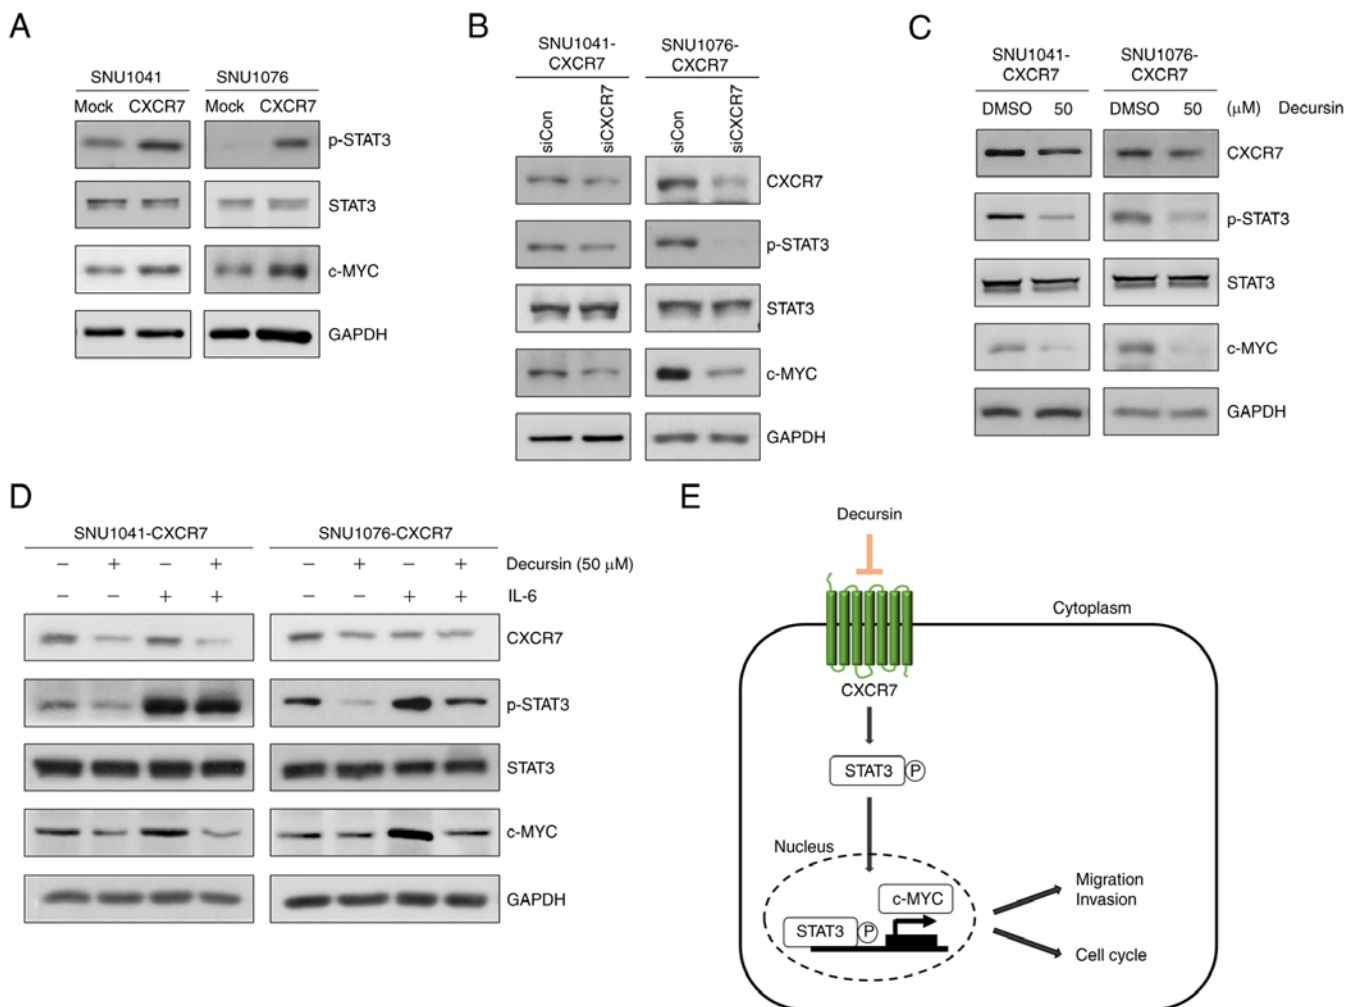 A
SNU1041 SNU1076
Mock CXCR7 Mock CXCR7
p-STAT3
STAT3
c-MYC
GAPDH
B
SNU1041-
CXCR7
SNU1076-
CXCR7
siCon siCXCR7 siCon siCXCR7
CXCR7
p-STAT3
STAT3
c-MYC
GAPDH
C
SNU1041-
CXCR7
SNU1076-
CXCR7
DMSO 50 DMSO 50 (μM) Decursin
CXCR7
p-STAT3
STAT3
c-MYC
GAPDH
D
SNU1041-CXCR7 SNU1076-CXCR7
− + − + − + − + Decursin (50 μM)
− − + + − − + + IL-6
CXCR7
p-STAT3
STAT3
c-MYC
GAPDH
E
Decursin
Cytoplasm
CXCR7
STAT3 P
Nucleus
c-MYC
STAT3 P
Migration
Invasion
Cell cycle